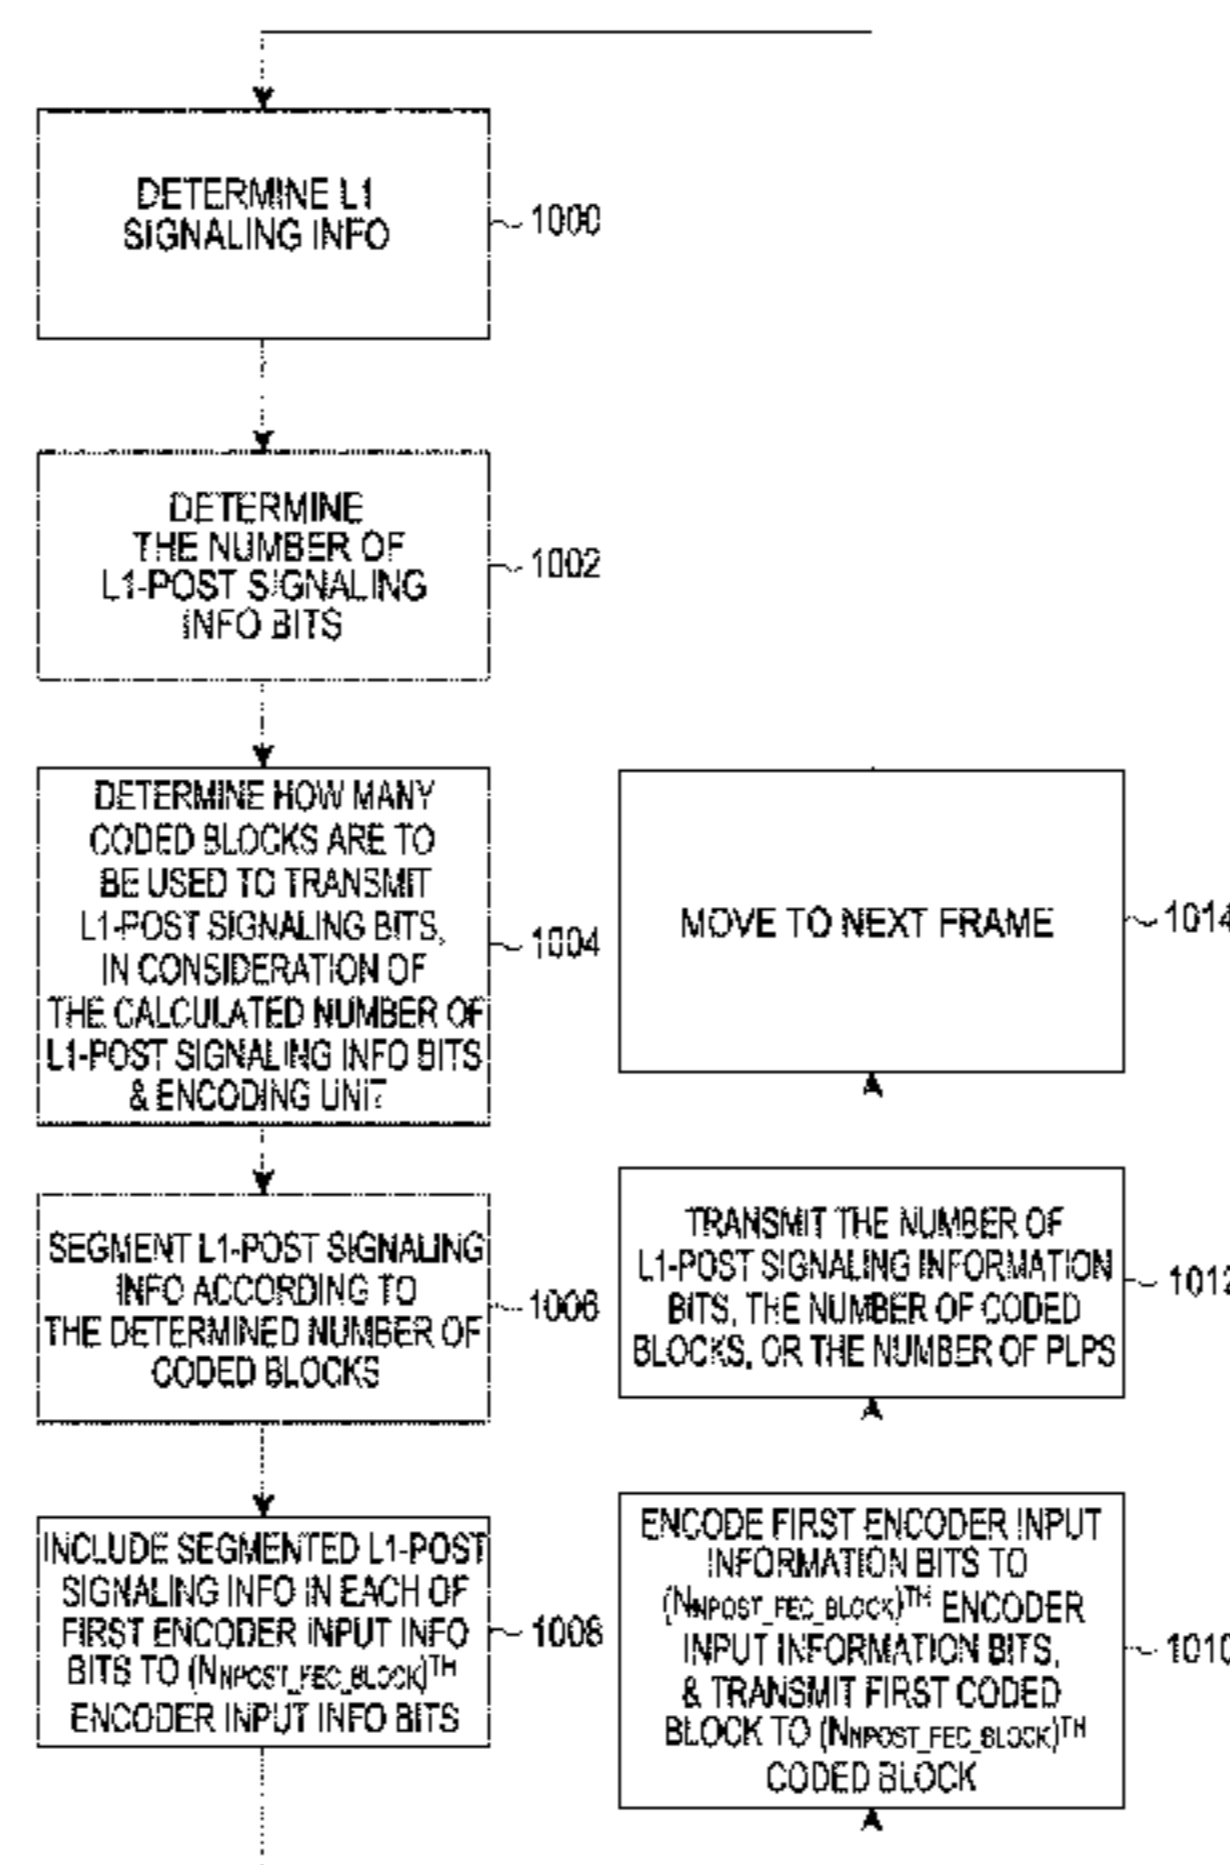 DETERMINE L1
SIGNALING INFO
1000
DETERMINE
THE NUMBER OF
L1-POST SIGNALING
INFO BITS
1002
DETERMINE HOW MANY
CODED BLOCKS ARE TO
BE USED TO TRANSMIT
L1-POST SIGNALING BITS,
IN CONSIDERATION OF
THE CALCULATED NUMBER OF
L1-POST SIGNALING INFO BITS
& ENCODING UNIT
1004
SEGMENT L1-POST SIGNALING
INFO ACCORDING TO
THE DETERMINED NUMBER OF
CODED BLOCKS
1006
INCLUDE SEGMENTED L1-POST
SIGNALING INFO IN EACH OF
FIRST ENCODER INPUT INFO
BITS TO (NNPOST_FEC_BLOCK)TH
ENCODER INPUT INFO BITS
1008
MOVE TO NEXT FRAME
1014
TRANSMIT THE NUMBER OF
L1-POST SIGNALING INFORMATION
BITS, THE NUMBER OF CODED
BLOCKS, OR THE NUMBER OF PLPS
1012
ENCODE FIRST ENCODER INPUT
INFORMATION BITS TO
(NNPOST_FEC_BLOCK)TH ENCODER
INPUT INFORMATION BITS,
& TRANSMIT FIRST CODED
BLOCK TO (NNPOST_FEC_BLOCK)TH
CODED BLOCK
1010